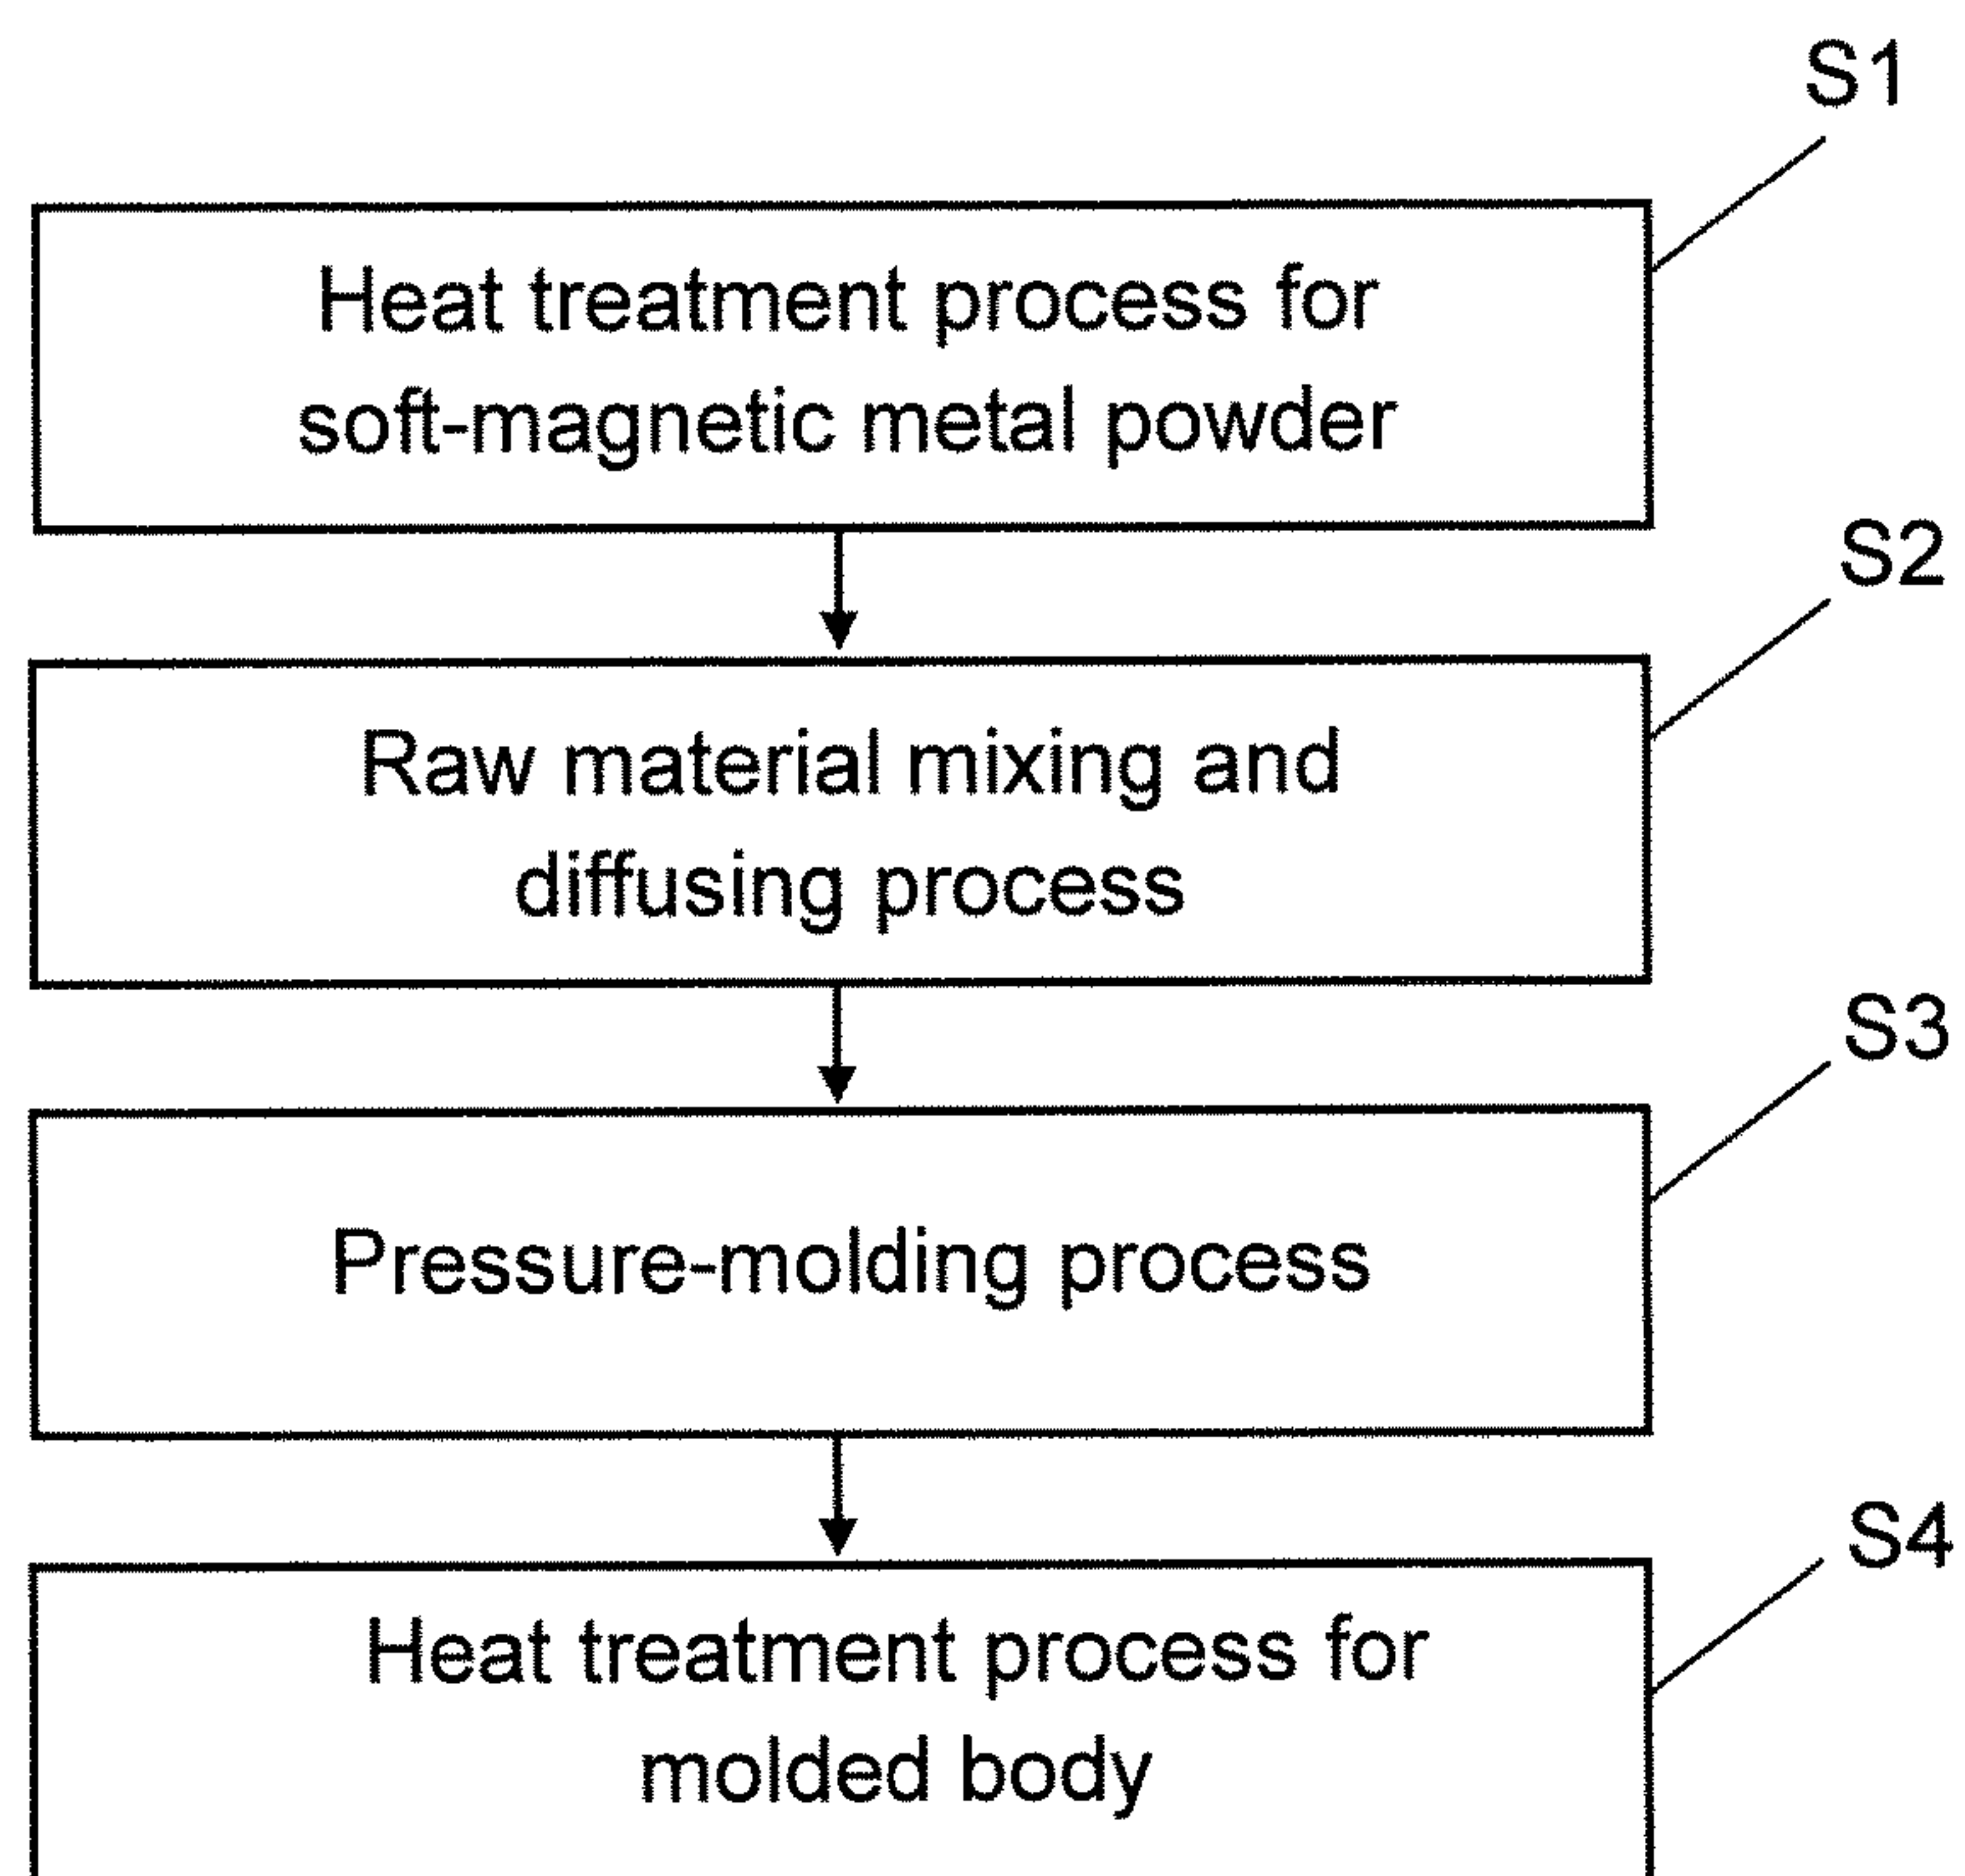 S1
Heat treatment process for
soft-magnetic metal powder
S2
Raw material mixing and
diffusing process
S3
Pressure-molding process
S4
Heat treatment process for
molded body